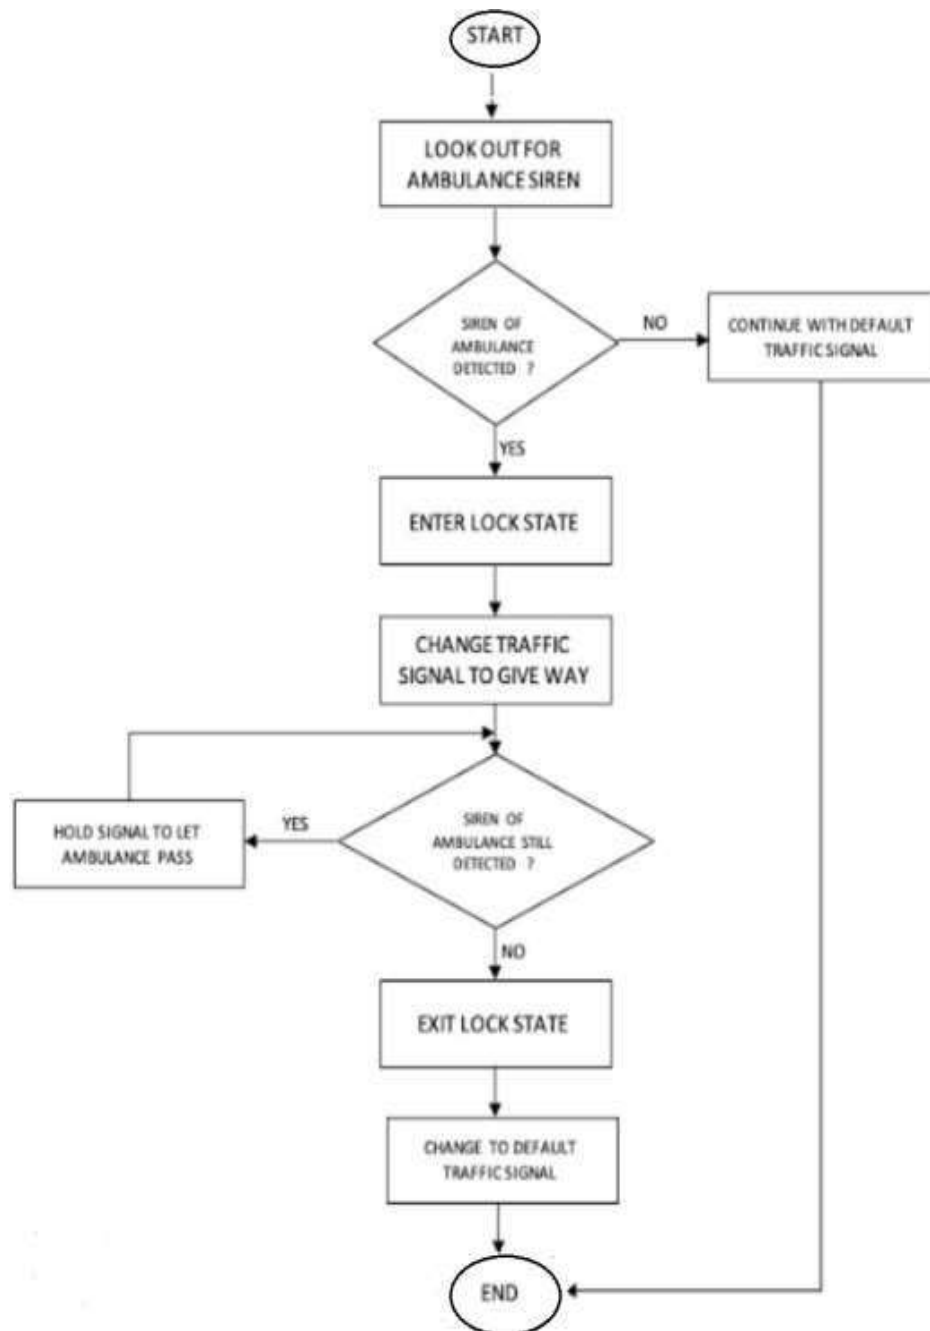 START
LOOK OUT FOR
AMBULANCE SIREN
SIREN OF
AMBULANCE
DETECTED ?
NO
CONTINUE WITH DEFAULT
TRAFFIC SIGNAL
YES
ENTER LOCK STATE
CHANGE TRAFFIC
SIGNAL TO GIVE WAY
SIREN OF
AMBULANCE STILL
DETECTED ?
YES
HOLD SIGNAL TO LET
AMBULANCE PASS
NO
EXIT LOCK STATE
CHANGE TO DEFAULT
TRAFFIC SIGNAL
END